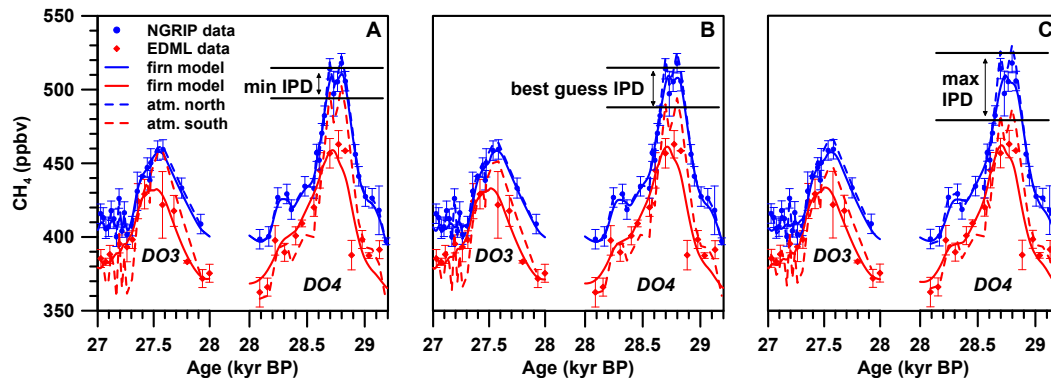 NGRIP data
EDML data
firn model
firn model
atm. north
atm. south
A
min IPD
DO3
DO4
B
best guess IPD
DO3
DO4
C
max
IPD
DO3
DO4
CH4 (ppbv)
550
500
450
400
350
27 27.5 28 28 28.5 29
27 27.5 28 28 28.5 29
27 27.5 28 28 28.5 29
Age (kyr BP)
Age (kyr BP)
Age (kyr BP)